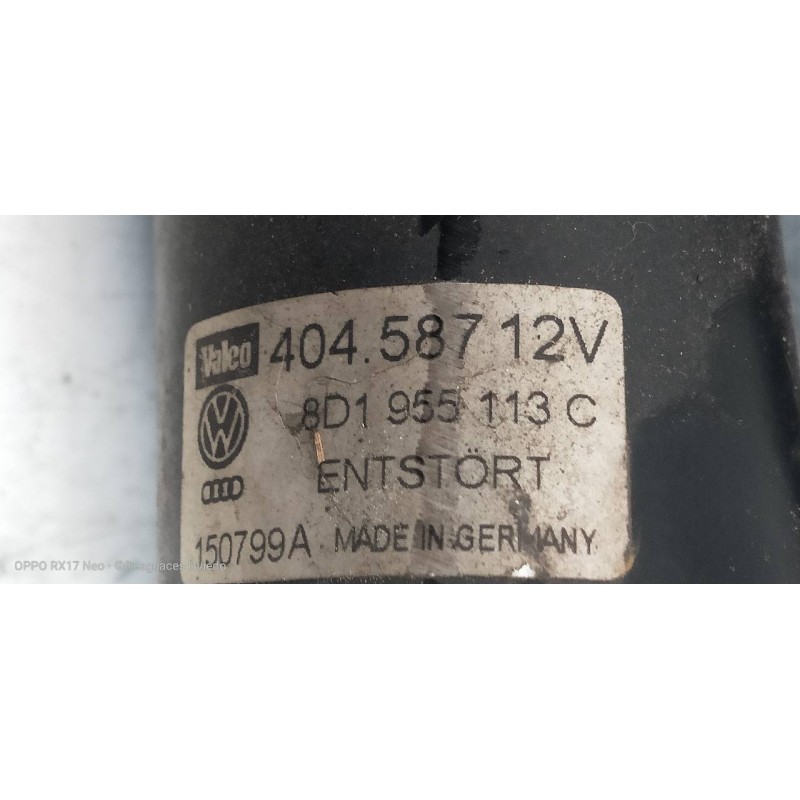 Valeo 404.587 12V
8D1 955 113 C
ENTSTÖRT
150799A MADE IN GERMANY
OPPO RX17 Neo